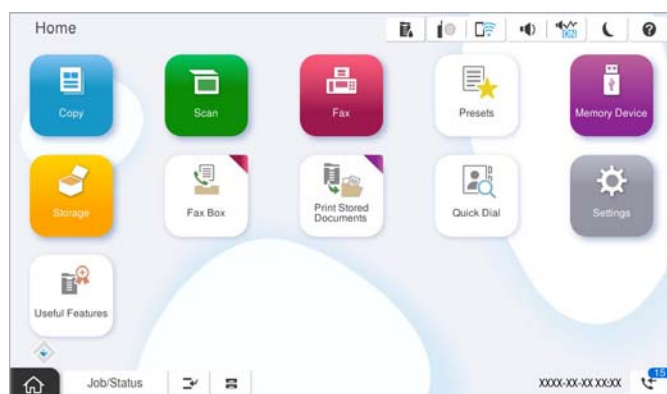 Home
ON
Copy
Scan
Fax
Presets
Memory Device
Storage
Fax Box
Print Stored
Documents
Quick Dial
Settings
Useful Features
Job/Status
XXXX-XX-XX XX:XX
15